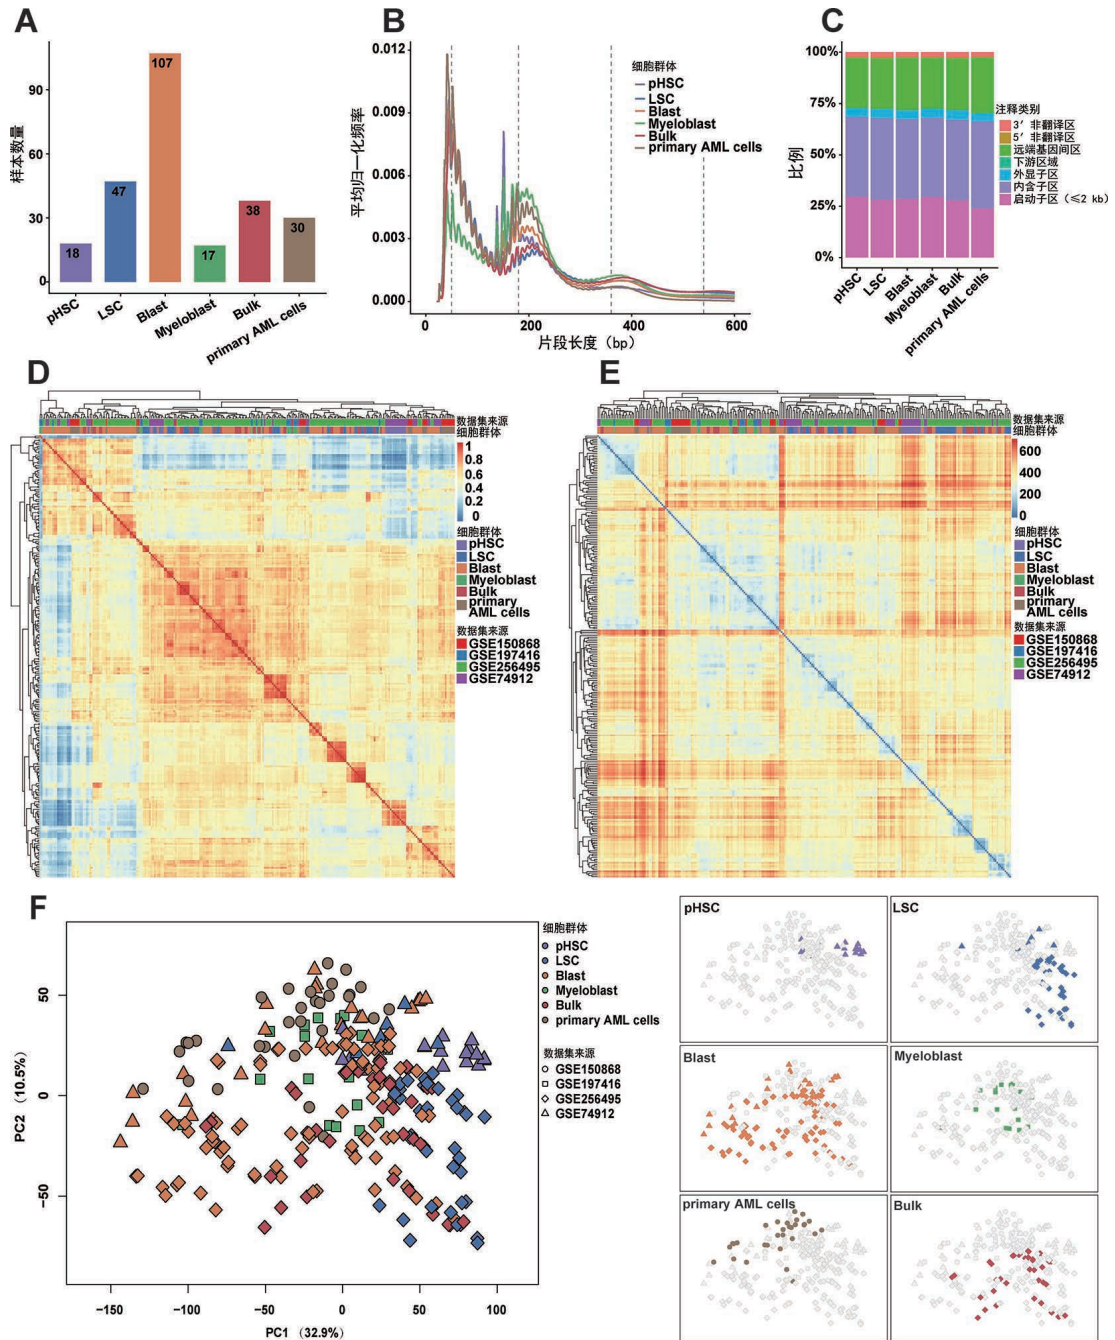 A
样本数量
90
60
30
0
18
47
107
17
38
30
pHSC
LSC
Blast
Myeloblast
Bulk
primary AML cells
B
平均归一化频率
0.012
0.009
0.006
0.003
0.000
0
200
400
600
片段长度（bp）
细胞群体
pHSC
LSC
Blast
Myeloblast
Bulk
primary AML cells
C
比例
100%
75%
50%
25%
0%
pHSC
LSC
Blast
Myeloblast
Bulk
primary AML cells
注释类别
3′ 非翻译区
5′ 非翻译区
远端基因间区
下游区域
外显子区
内含子区
启动子区（≤2 kb）
D
数据集来源
细胞群体
1
0.8
0.6
0.4
0.2
0
细胞群体
pHSC
LSC
Blast
Myeloblast
Bulk
primary
AML cells
数据集来源
GSE150868
GSE197416
GSE256495
GSE74912
E
数据集来源
细胞群体
600
400
200
0
细胞群体
pHSC
LSC
Blast
Myeloblast
Bulk
primary
AML cells
数据集来源
GSE150868
GSE197416
GSE256495
GSE74912
F
PC2（10.5%）
50
0
−50
−150
−100
−50
0
50
100
PC1（32.9%）
细胞群体
pHSC
LSC
Blast
Myeloblast
Bulk
primary AML cells
数据集来源
GSE150868
GSE197416
GSE256495
GSE74912
pHSC
LSC
Blast
Myeloblast
primary AML cells
Bulk